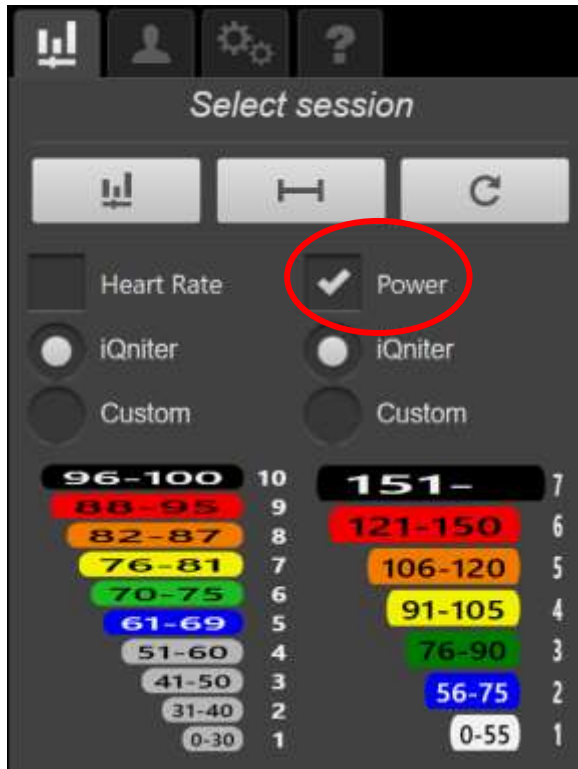 ?
Select session
Heart Rate
Power
iQniter
iQniter
Custom
Custom
96-100 10
88-95 9
82-87 8
76-81 7
70-75 6
61-69 5
51-60 4
41-50 3
31-40 2
0-30 1
151- 7
121-150 6
106-120 5
91-105 4
76-90 3
56-75 2
0-55 1